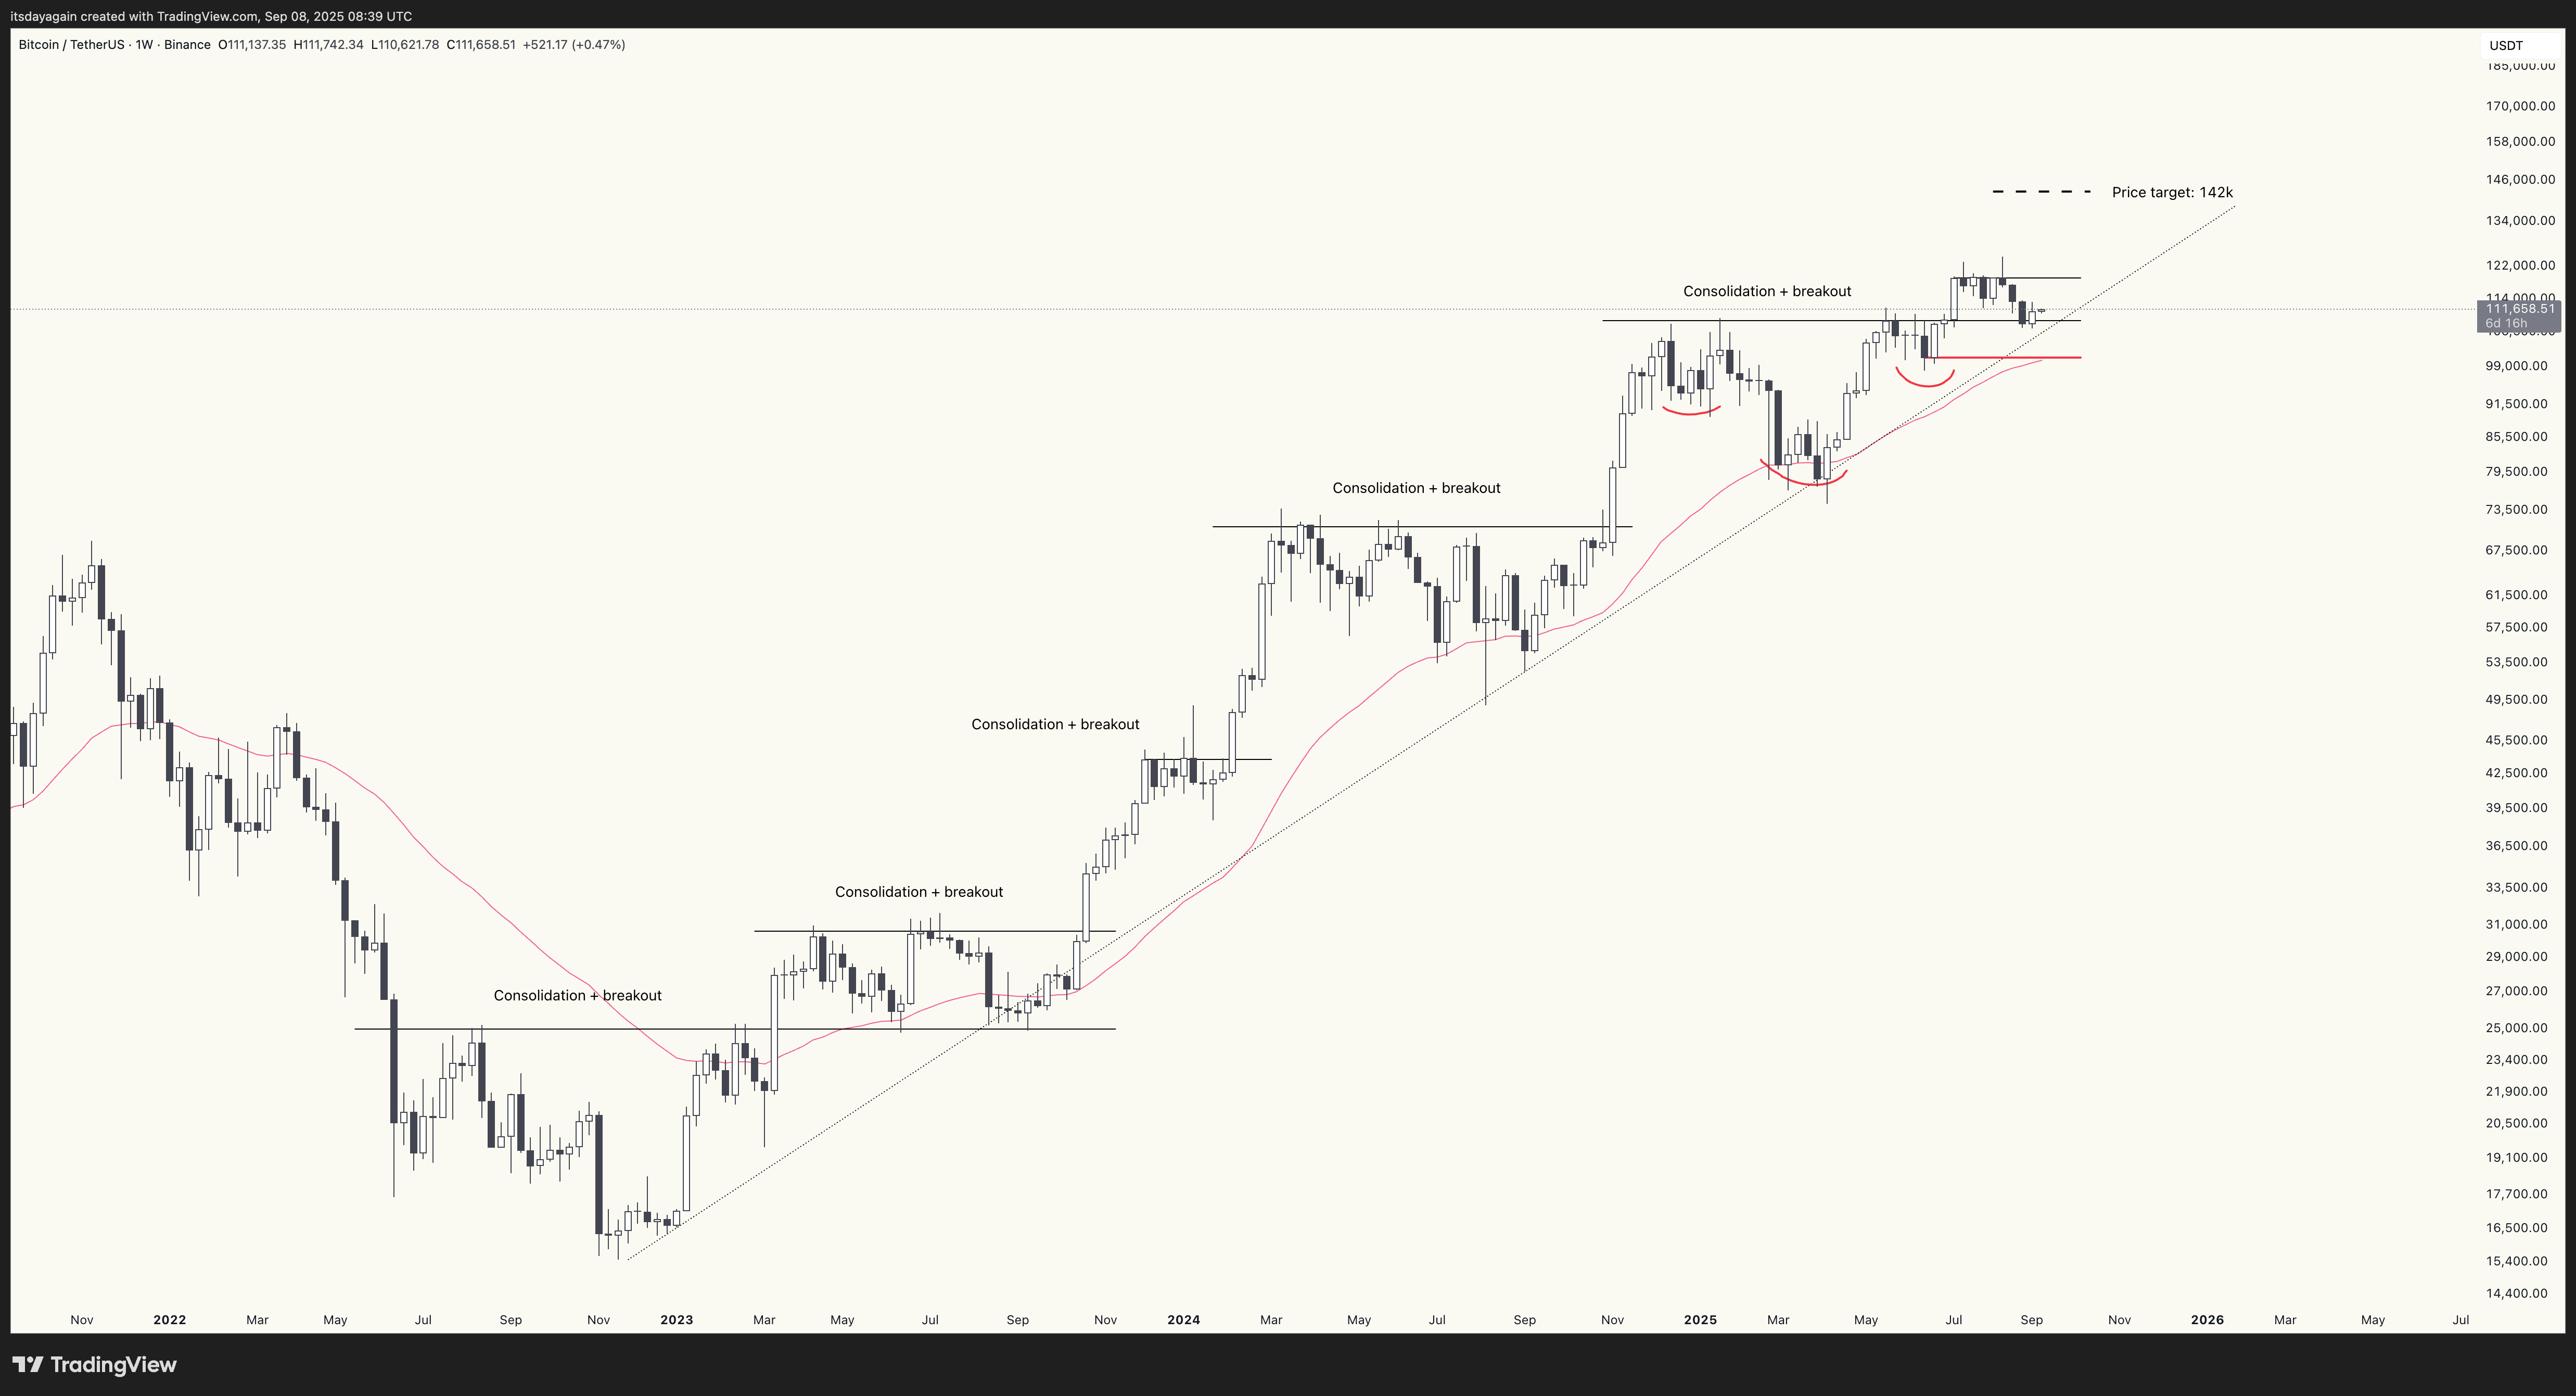 itsdayagain created with TradingView.com, Sep 08, 2025 08:39 UTC
Bitcoin / TetherUS · 1W · Binance O111,137.35 H111,742.34 L110,621.78 C111,658.51 +521.17 (+0.47%)
USDT
185,000.00
170,000.00
158,000.00
146,000.00
Price target: 142k
134,000.00
122,000.00
Consolidation + breakout
114,000.00
111,658.51
6d 16h
99,000.00
91,500.00
85,500.00
79,500.00
Consolidation + breakout
73,500.00
67,500.00
61,500.00
57,500.00
53,500.00
49,500.00
Consolidation + breakout
45,500.00
42,500.00
39,500.00
36,500.00
33,500.00
Consolidation + breakout
31,000.00
29,000.00
27,000.00
Consolidation + breakout
25,000.00
23,400.00
21,900.00
20,500.00
19,100.00
17,700.00
16,500.00
15,400.00
14,400.00
Nov 2022 Mar May Jul Sep Nov 2023 Mar May Jul Sep Nov 2024 Mar May Jul Sep Nov 2025 Mar May Jul Sep Nov 2026 Mar May Jul
TradingView